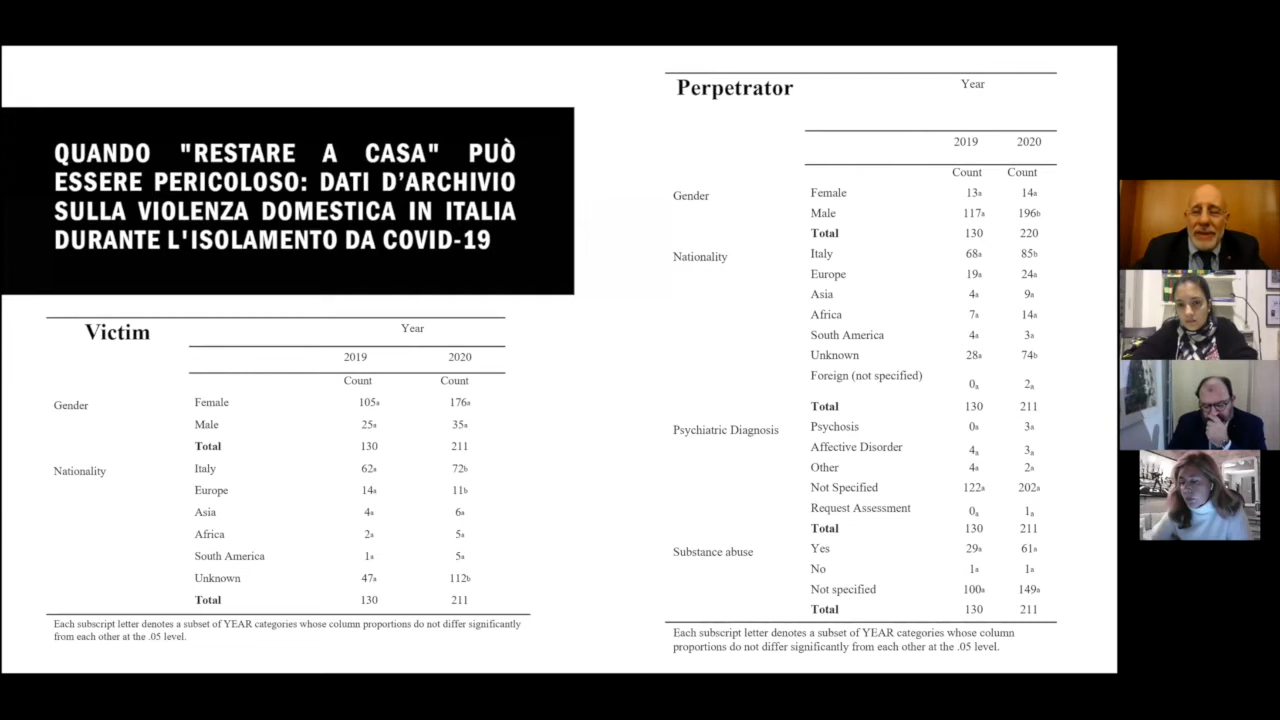 QUANDO "RESTARE A CASA" PUÒ
ESSERE PERICOLOSO: DATI D'ARCHIVIO
SULLA VIOLENZA DOMESTICA IN ITALIA
DURANTE L'ISOLAMENTO DA COVID-19
Victim Year
2019 2020
Count Count
Gender Female 105a 176a
Male 25a 35a
Total 130 211
Nationality Italy 62a 72b
Europe 14a 11b
Asia 4a 6a
Africa 2a 5a
South America 1a 5a
Unknown 47a 112b
Total 130 211
Each subscript letter denotes a subset of YEAR categories whose column proportions do not differ significantly
from each other at the .05 level.
Perpetrator Year
2019 2020
Count Count
Gender Female 13a 14a
Male 117a 196b
Total 130 220
Nationality Italy 68a 85b
Europe 19a 24a
Asia 4a 9a
Africa 7a 14a
South America 4a 3a
Unknown 28a 74b
Foreign (not specified) 0a 2a
Total 130 211
Psychiatric Diagnosis Psychosis 0a 3a
Affective Disorder 4a 3a
Other 4a 2a
Not Specified 122a 202a
Request Assessment 0a 1a
Total 130 211
Substance abuse Yes 29a 61a
No 1a 1a
Not specified 100a 149a
Total 130 211
Each subscript letter denotes a subset of YEAR categories whose column
proportions do not differ significantly from each other at the .05 level.